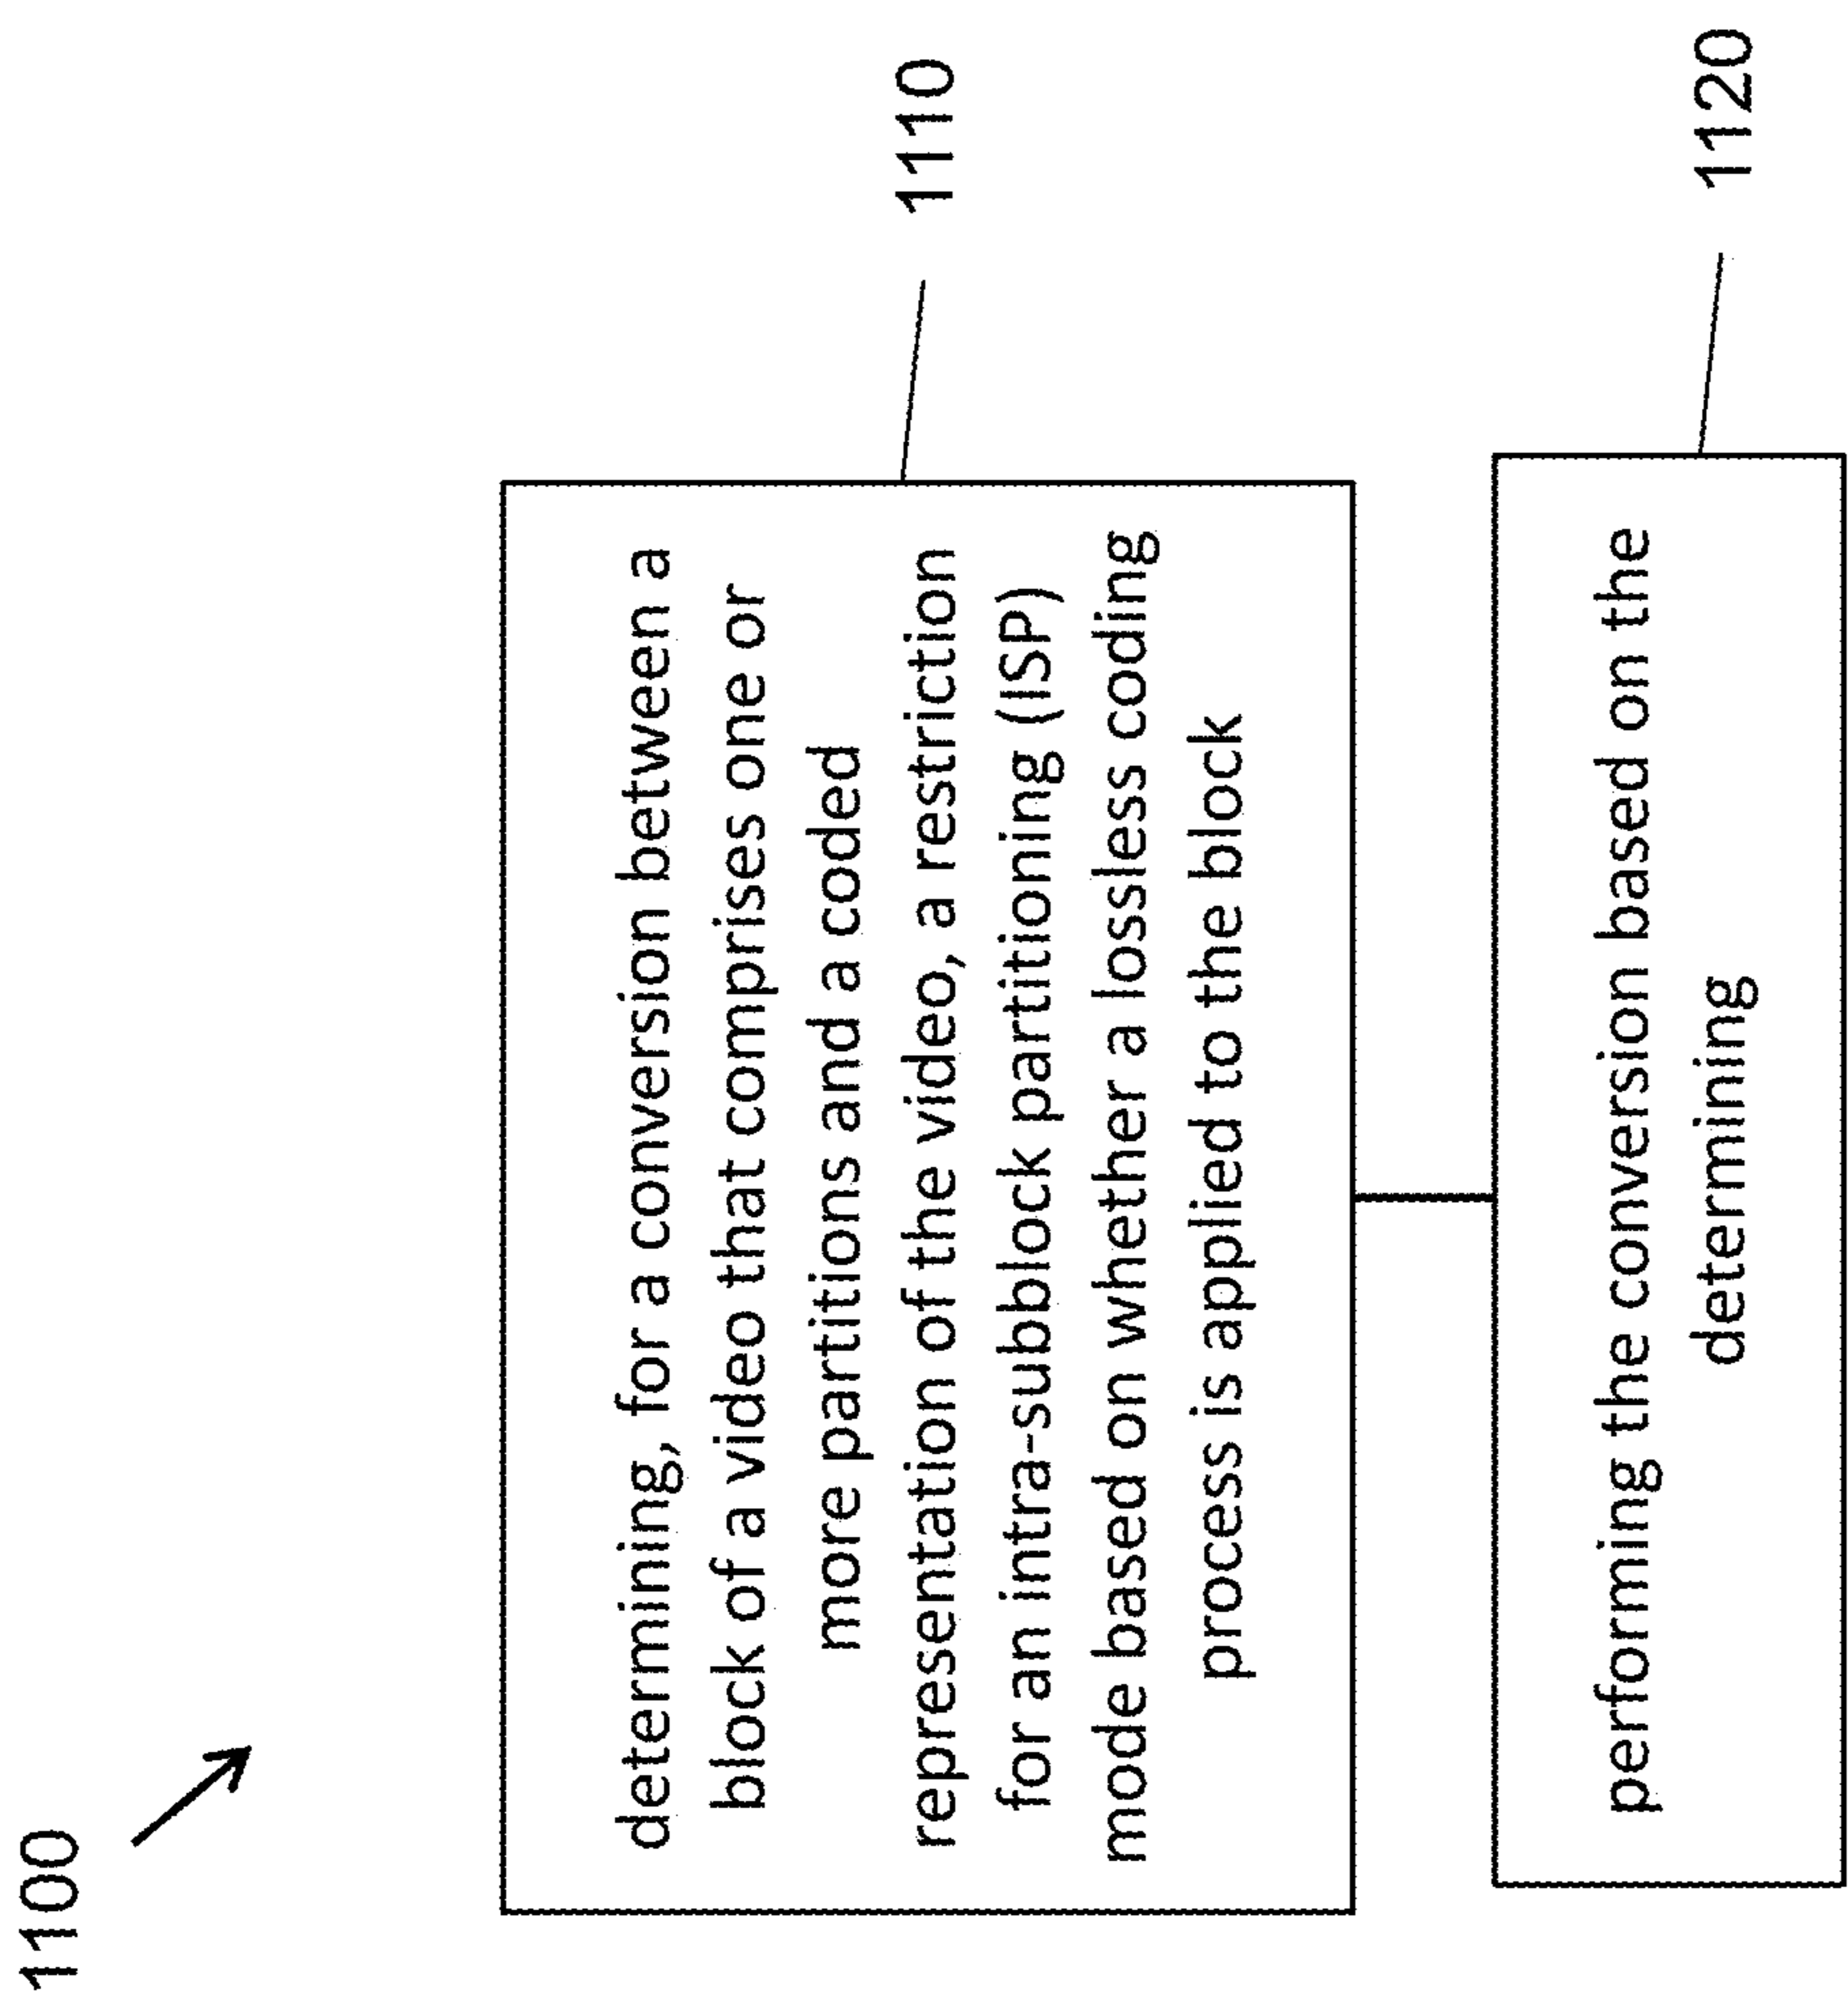 1100
determining, for a conversion between a
block of a video that comprises one or
more partitions and a coded
representation of the video, a restriction
for an intra-subblock partitioning (ISP)
mode based on whether a lossless coding
process is applied to the block
1110
performing the conversion based on the
determining
1120